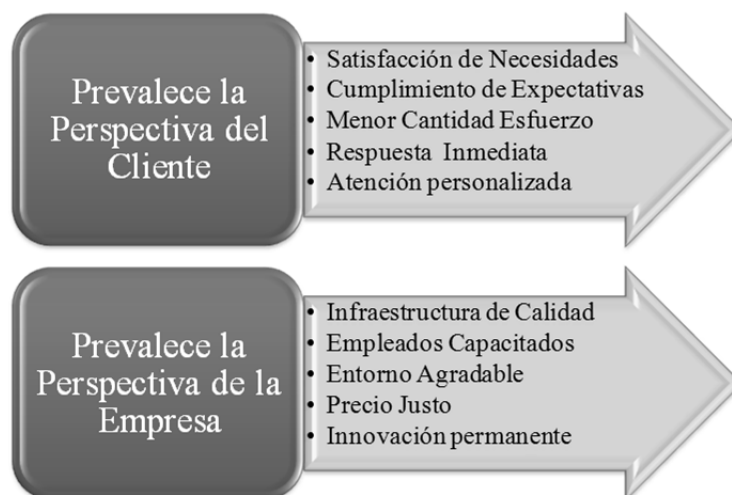 Prevalece la
Perspectiva del
Cliente
• Satisfacción de Necesidades
• Cumplimiento de Expectativas
• Menor Cantidad Esfuerzo
• Respuesta Inmediata
• Atención personalizada
Prevalece la
Perspectiva de la
Empresa
• Infraestructura de Calidad
• Empleados Capacitados
• Entorno Agradable
• Precio Justo
• Innovación permanente